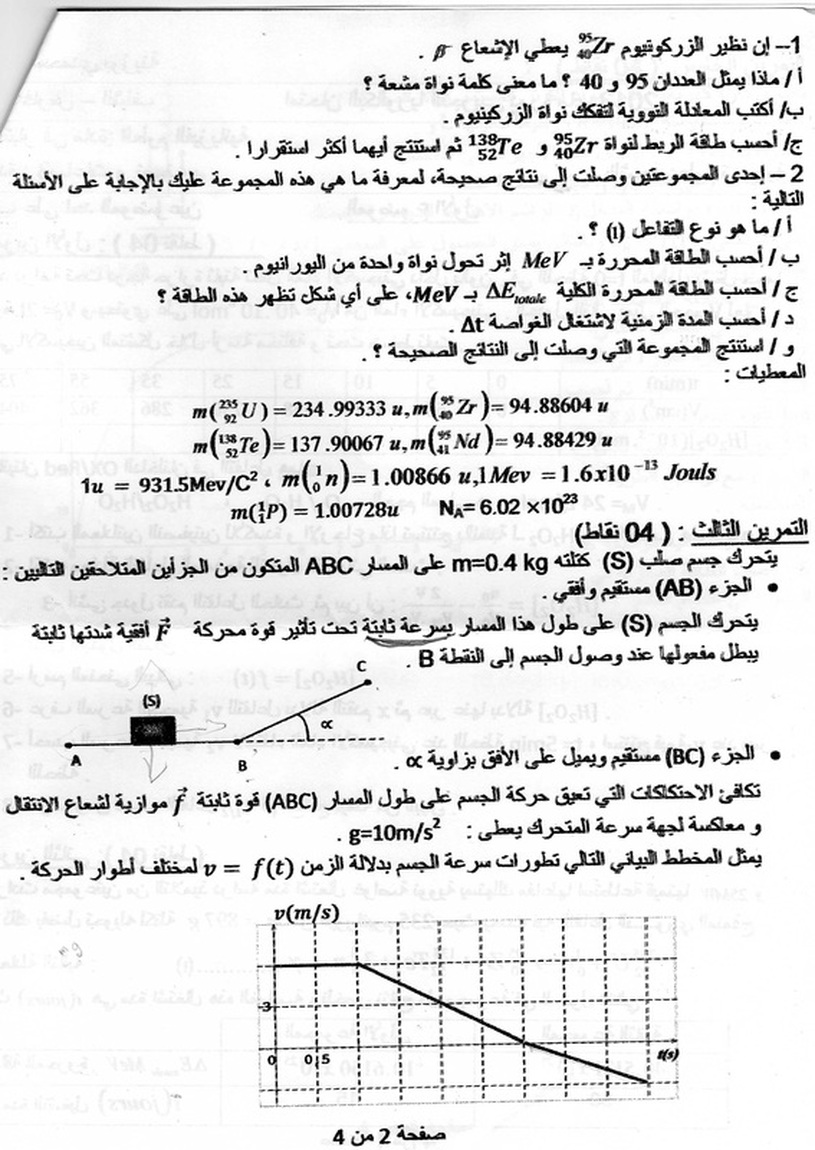 1– إن نظير الزركونيوم ⁹⁵₄₀Zr يعطي الإشعاع β⁻ .
أ / ماذا يمثل العددان 95 و 40 ؟ ما معنى كلمة نواة مشعة ؟
ب/ أكتب المعادلة النووية لتفكك نواة الزركينيوم .
ج/ أحسب طاقة الربط لنواة ⁹⁵₄₀Zr و ¹³⁸₅₂Te ثم استنتج أيهما أكثر استقرارا .
2 – إحدى المجموعتين وصلت إلى نتائج صحيحة، لمعرفة ما هي هذه المجموعة عليك بالإجابة على الأسئلة
التالية :
أ / ما هو نوع التفاعل (1) ؟ .
ب / أحسب الطاقة المحررة بـ MeV إثر تحول نواة واحدة من اليورانيوم .
ج / أحسب الطاقة المحررة الكلية ΔE_totale بـ MeV، على أي شكل تظهر هذه الطاقة ؟
د / أحسب المدة الزمنية لاشتغال الغواصة Δt .
و / استنتج المجموعة التي وصلت إلى النتائج الصحيحة ؟ .
المعطيات :
m(²³⁵₉₂U) = 234.99333 u, m(⁹⁵₄₀Zr) = 94.88604 u
m(¹³⁸₅₂Te) = 137.90067 u, m(⁹⁵₄₁Nd) = 94.88429 u
1u = 931.5Mev/C² ، m(¹₀n) = 1.00866 u, 1Mev = 1.6x10⁻¹³ Jouls
m(¹₁P) = 1.00728u N_A= 6.02 ×10²³
التمرين الثالث : ( 04 نقاط)
يتحرك جسم صلب (S) كتلته m=0.4 kg على المسار ABC المتكون من الجزأين المتلاحقين التاليين :
• الجزء (AB) مستقيم وأفقي .
يتحرك الجسم (S) على طول هذا المسار بسرعة ثابتة تحت تأثير قوة محركة F⃗ أفقية شدتها ثابتة
يبطل مفعولها عند وصول الجسم إلى النقطة B .
C
(S)
α
A B
• الجزء (BC) مستقيم ويميل على الأفق بزاوية α .
تكافئ الاحتكاكات التي تعيق حركة الجسم على طول المسار (ABC) قوة ثابتة f⃗ موازية لشعاع الانتقال
و معاكسة لجهة سرعة المتحرك يعطى : g=10m/s² .
يمثل المخطط البياني التالي تطورات سرعة الجسم بدلالة الزمن v = f(t) لمختلف أطوار الحركة .
v(m/s)
3
0 0,5 t(s)
صفحة 2 من 4